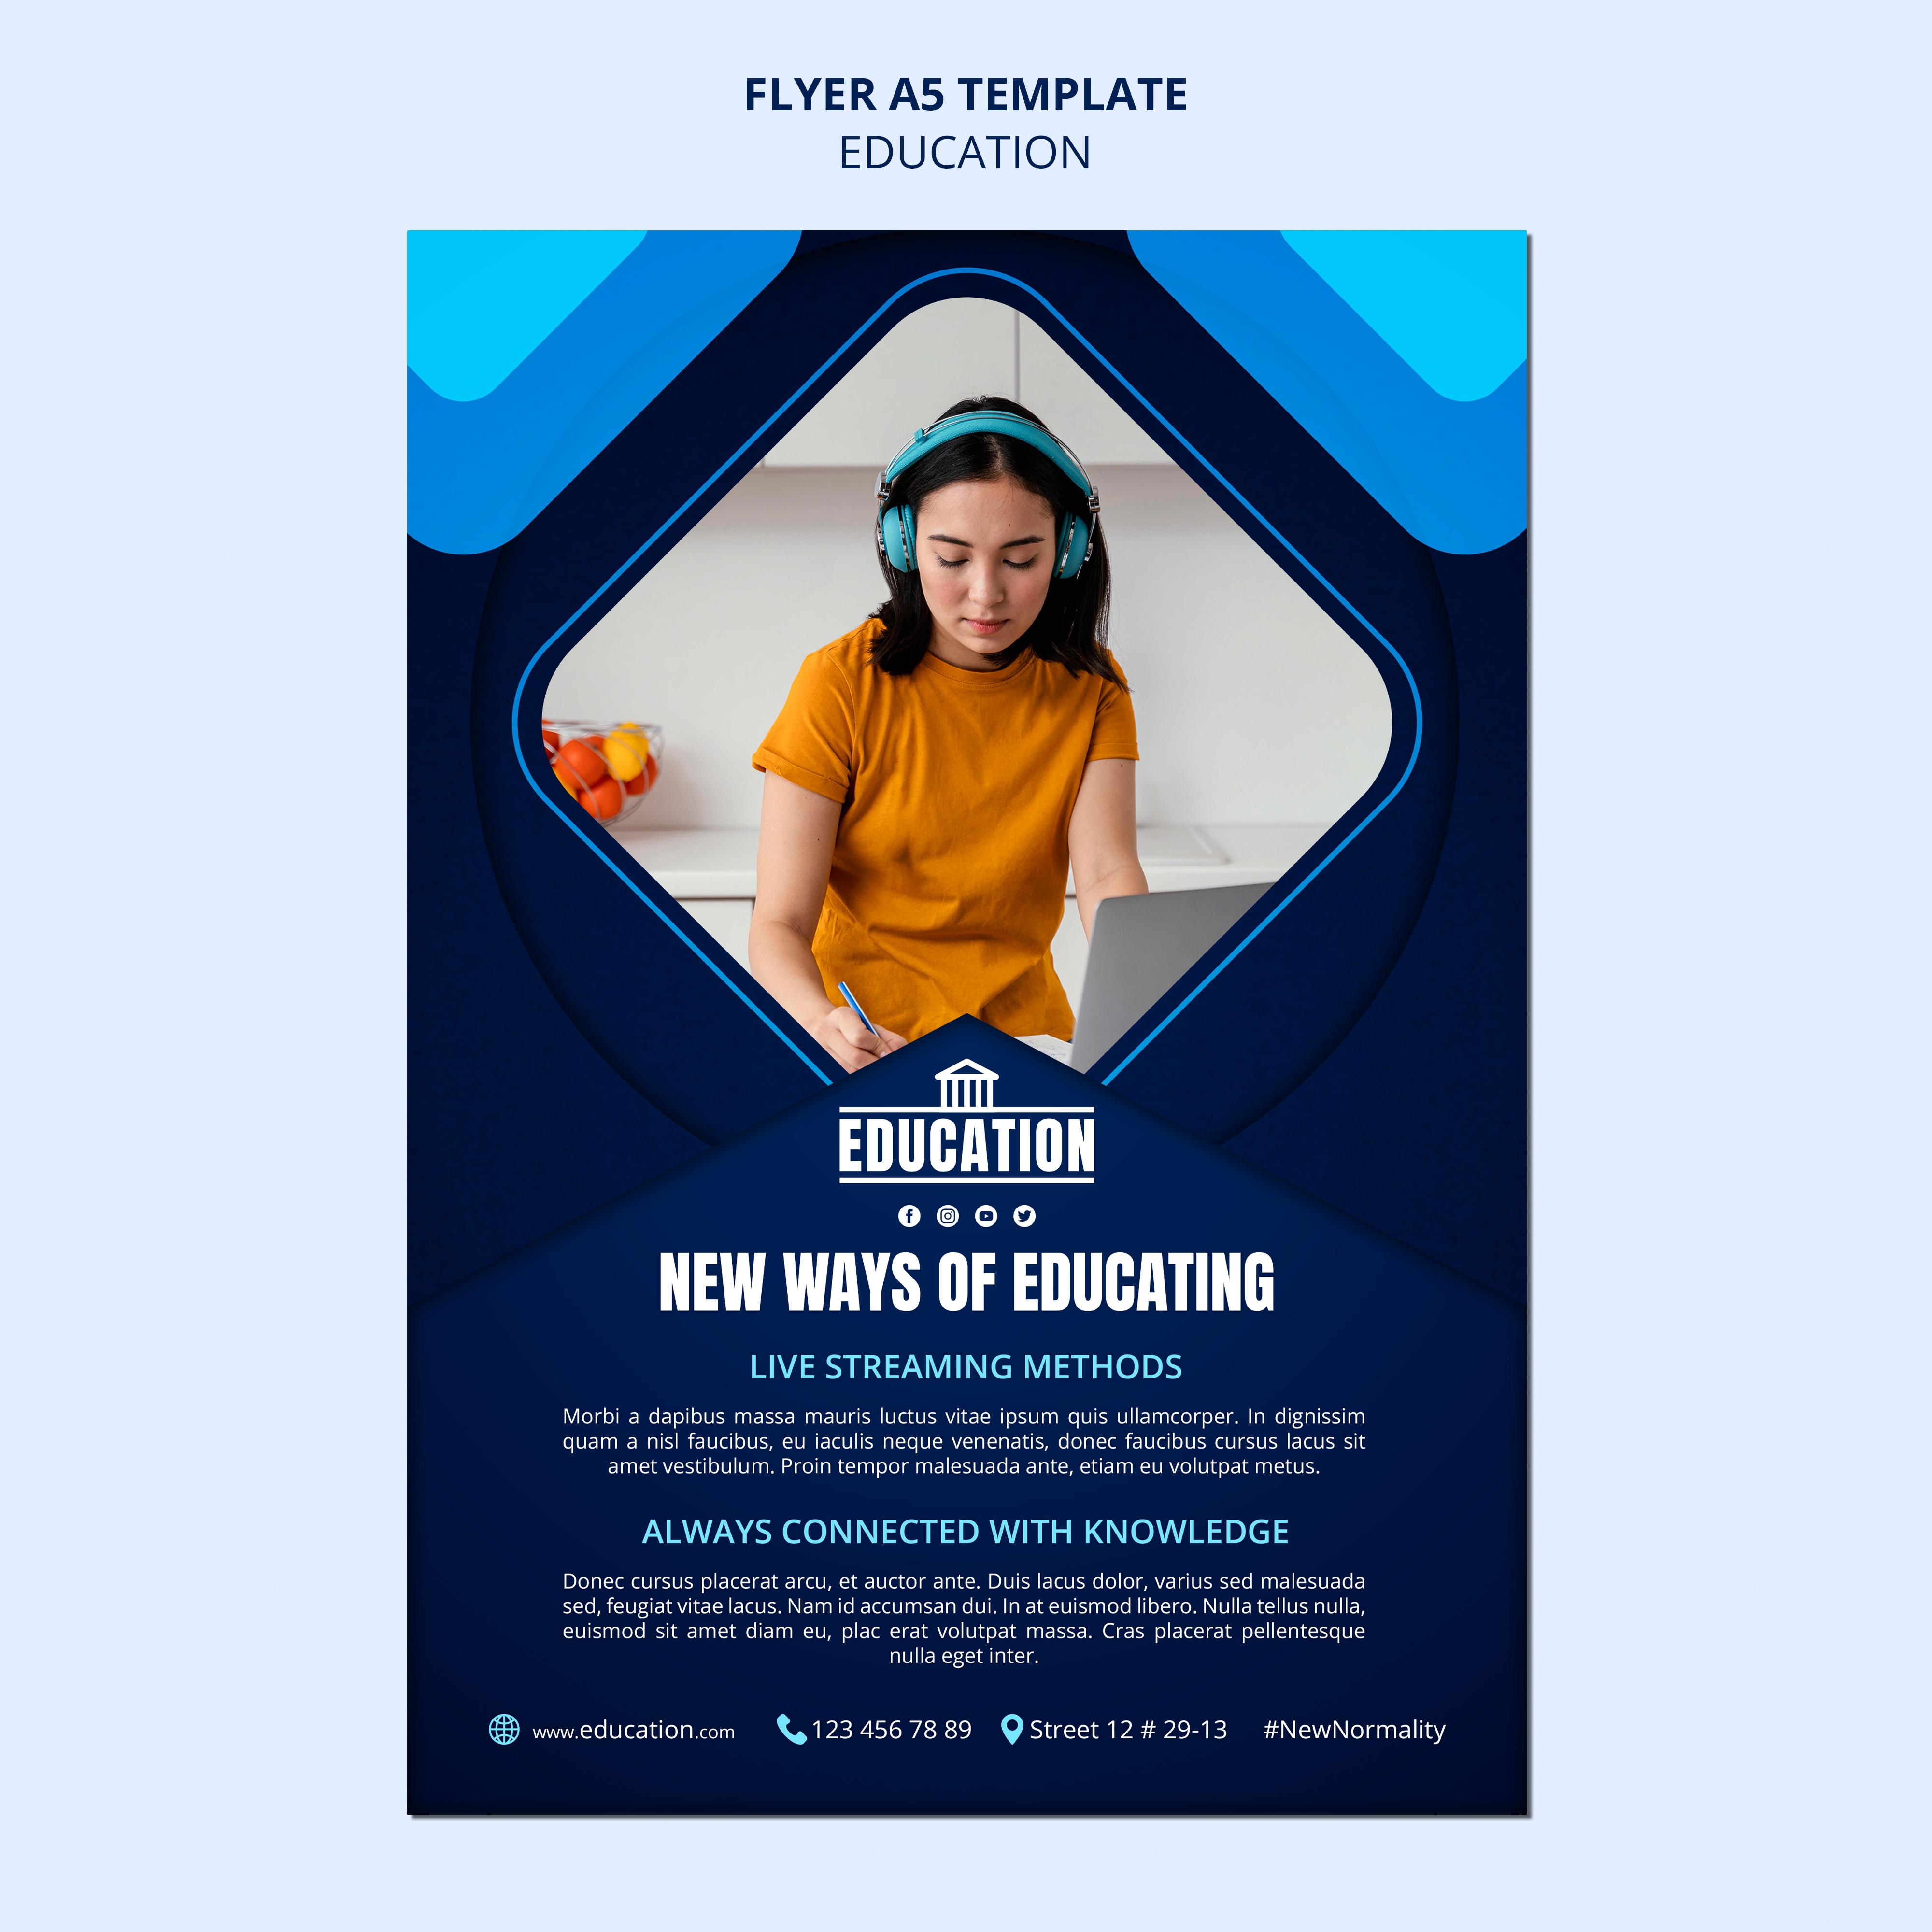 FLYER A5 TEMPLATE
EDUCATION
EDUCATION
NEW WAYS OF EDUCATING
LIVE STREAMING METHODS
Morbi a dapibus massa mauris luctus vitae ipsum quis ullamcorper. In dignissim
quam a nisl faucibus, eu iaculis neque venenatis, donec faucibus cursus lacus sit
amet vestibulum. Proin tempor malesuada ante, etiam eu volutpat metus.
ALWAYS CONNECTED WITH KNOWLEDGE
Donec cursus placerat arcu, et auctor ante. Duis lacus dolor, varius sed malesuada
sed, feugiat vitae lacus. Nam id accumsan dui. In at euismod libero. Nulla tellus nulla,
euismod sit amet diam eu, plac erat volutpat massa. Cras placerat pellentesque
nulla eget inter.
www.education.com 123 456 78 89 Street 12 # 29-13 #NewNormality